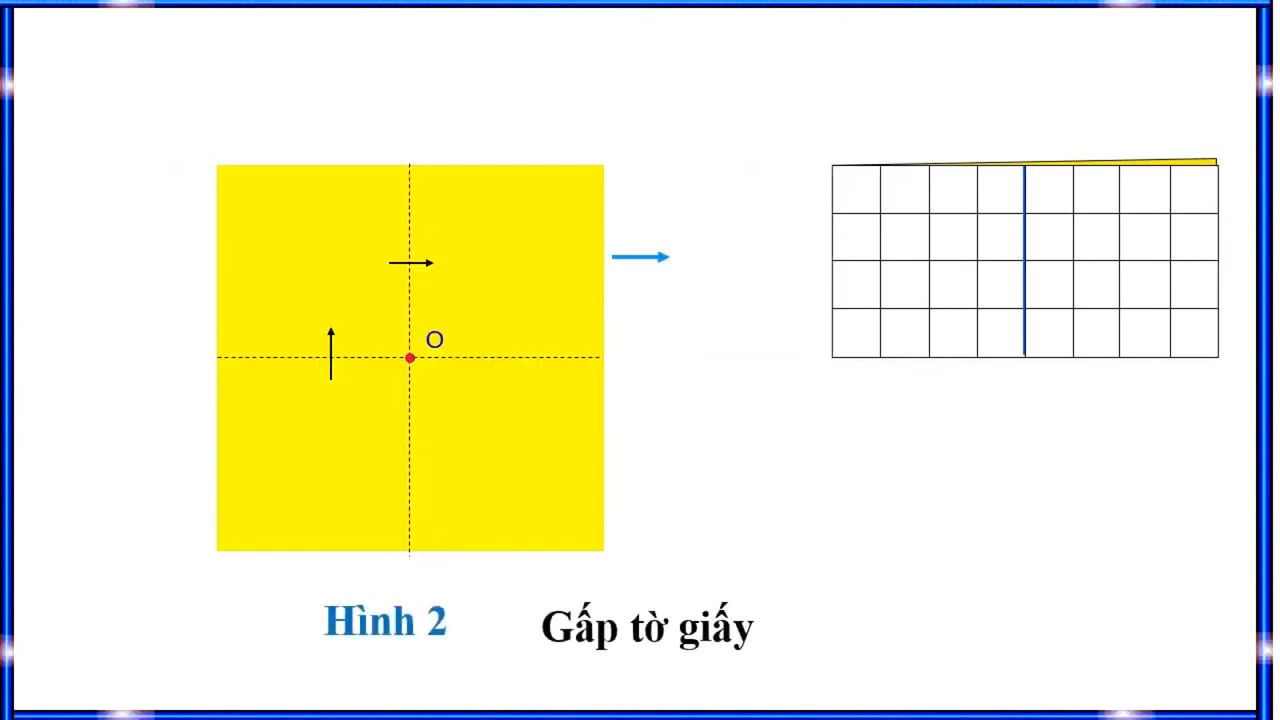 O
Hình 2
Gấp tờ giấy